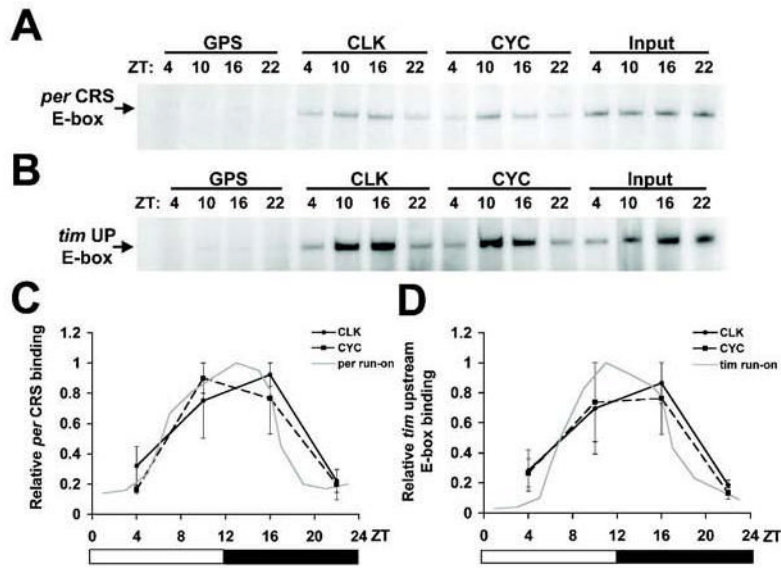 A
GPS CLK CYC Input
ZT: 4 10 16 22 4 10 16 22 4 10 16 22 4 10 16 22
per CRS
E-box
B
GPS CLK CYC Input
ZT: 4 10 16 22 4 10 16 22 4 10 16 22 4 10 16 22
tim UP
E-box
C
Relative per CRS binding
1.2
1
0.8
0.6
0.4
0.2
0
CLK
CYC
per run-on
0 4 8 12 16 20 24 ZT
D
Relative tim upstream
E-box binding
1.2
1
0.8
0.6
0.4
0.2
0
CLK
CYC
tim run-on
0 4 8 12 16 20 24 ZT